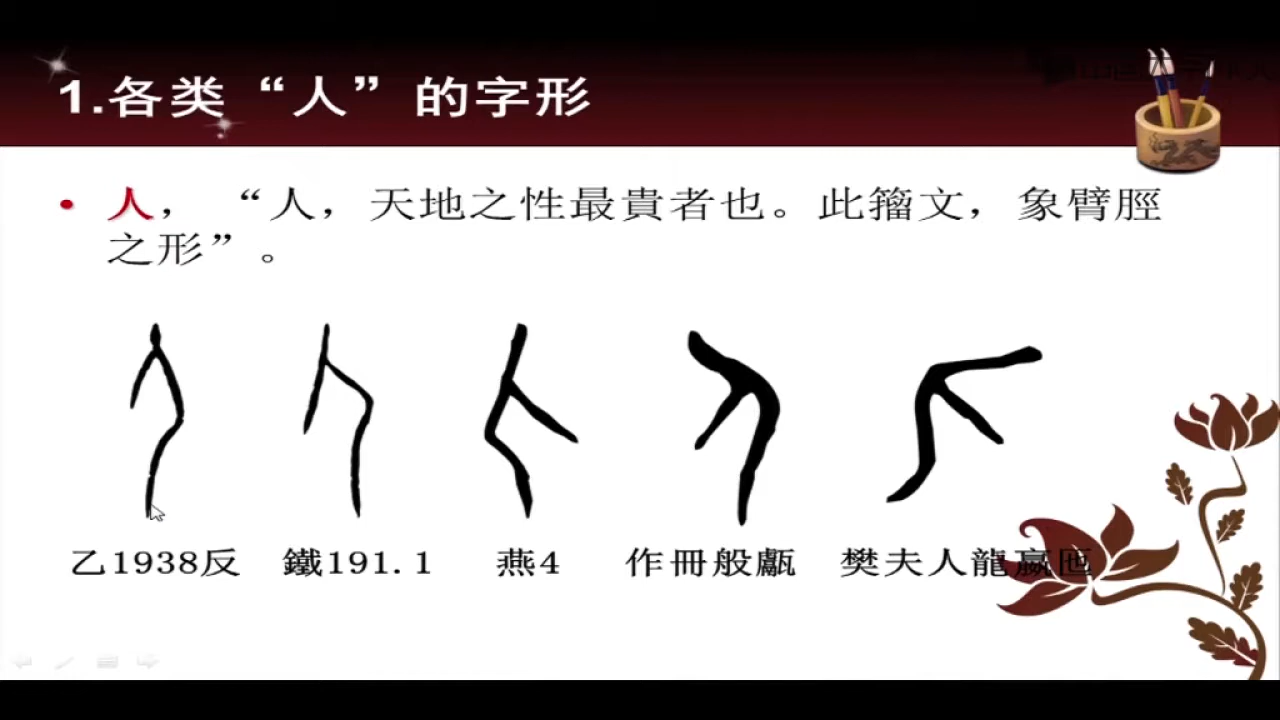 1.各类“人”的字形
• 人，“人，天地之性最貴者也。此籀文，象臂脛
之形”。
乙1938反 鐵191.1 燕4 作冊般甗 樊夫人龍嬴匜